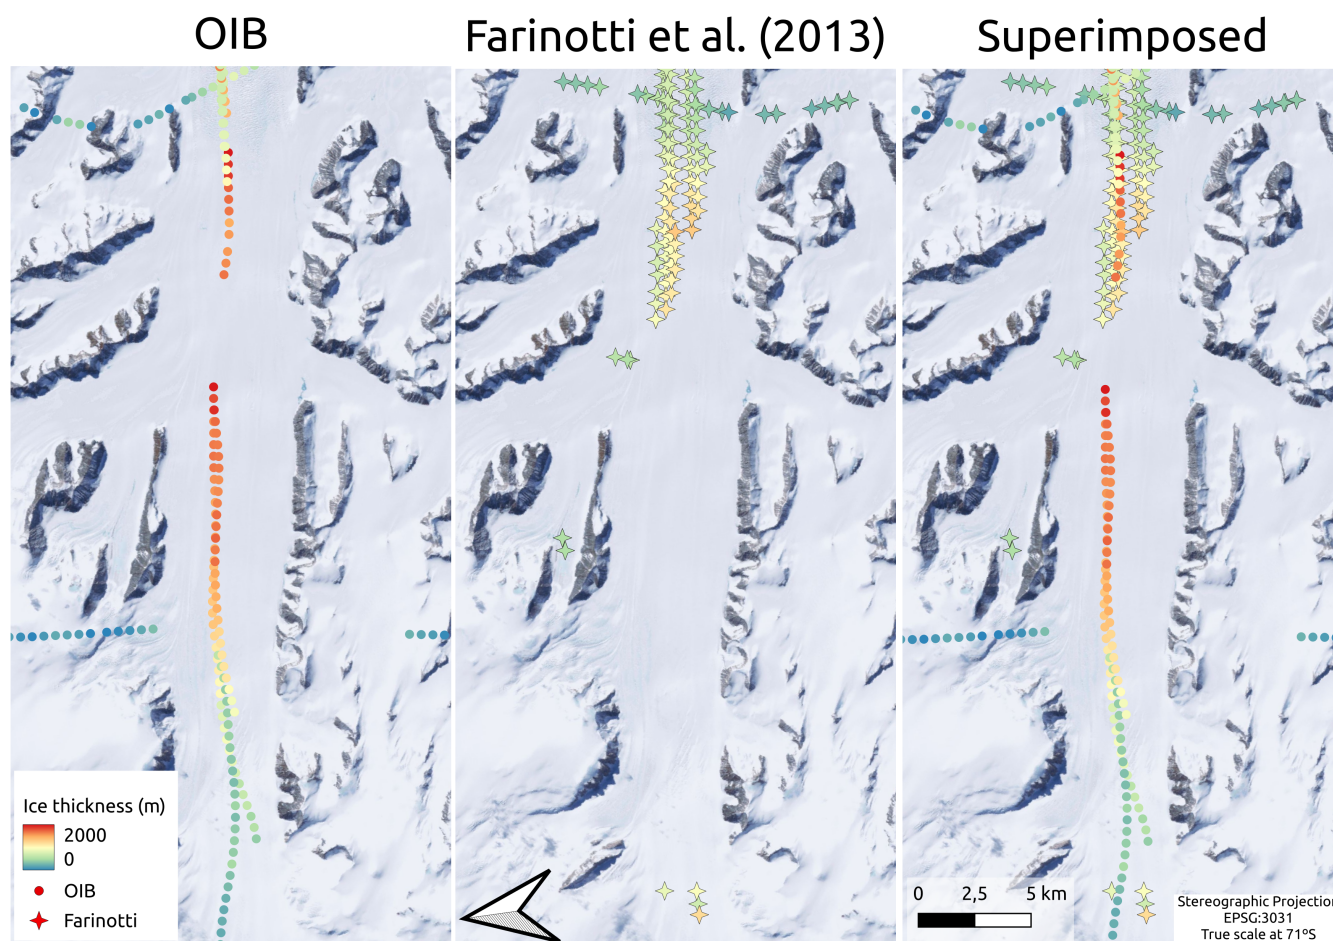 OIB
Farinotti et al. (2013)
Superimposed
Ice thickness (m)
2000
0
OIB
Farinotti
0 2,5 5 km
Stereographic Projection
EPSG:3031
True scale at 71ºS